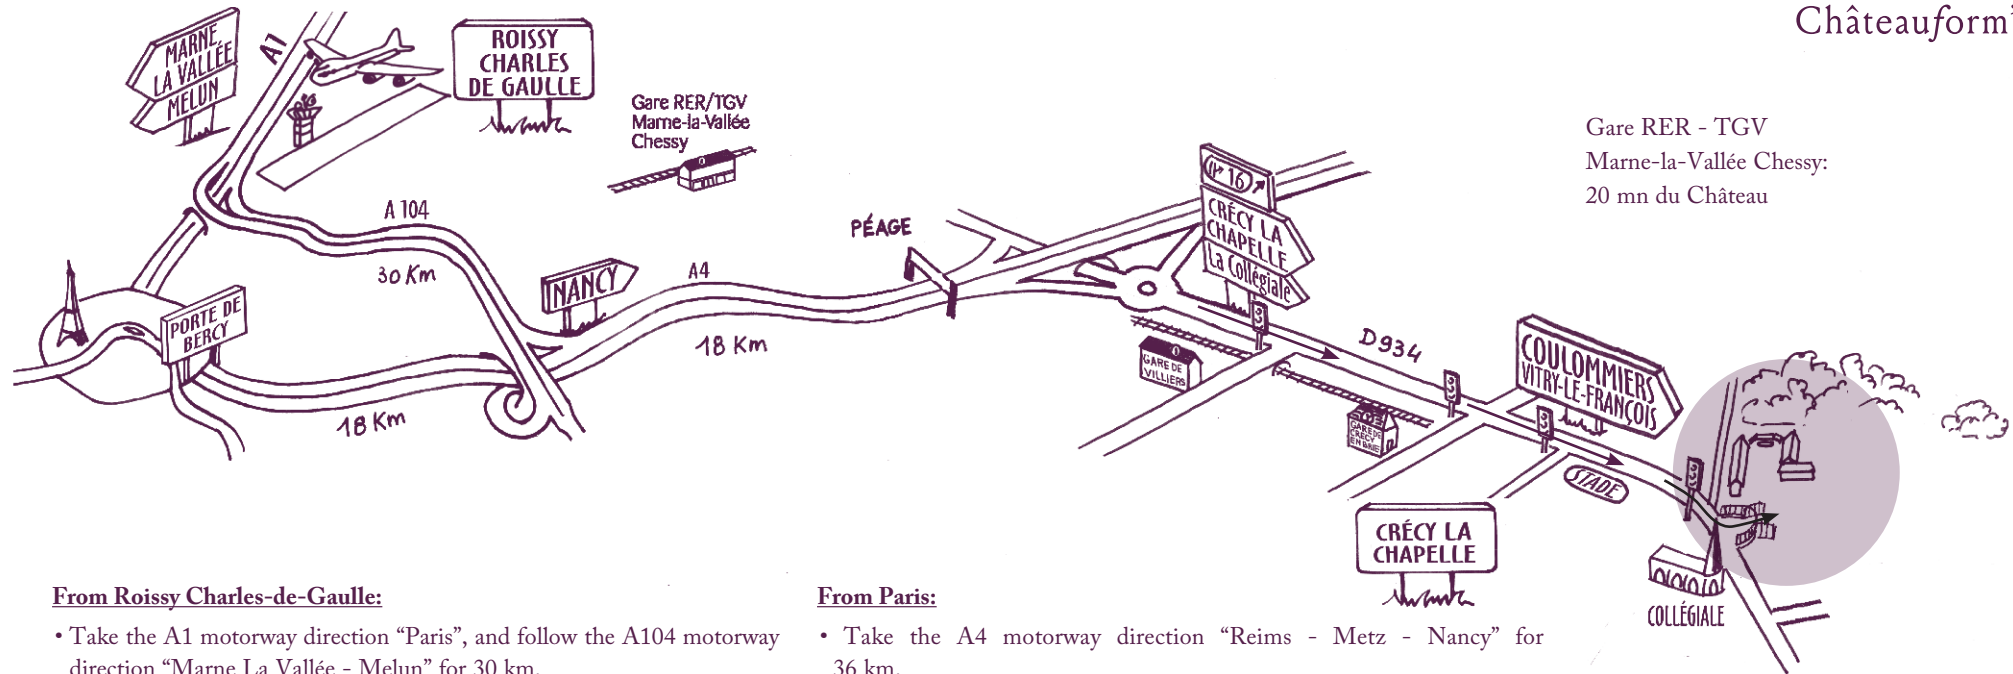 Châteauform'
MARNE
LA VALLÉE
MELUN
A1
ROISSY
CHARLES
DE GAULLE
Gare RER/TGV
Marne-la-Vallée
Chessy
Gare RER - TGV
Marne-la-Vallée Chessy:
20 mn du Château
16
CRÉCY LA
CHAPELLE
La Collégiale
A 104
30 Km
PÉAGE
NANCY
A4
18 Km
PORTE DE
BERCY
18 Km
GARE DE
VILLIERS
D934
COULOMMIERS
VITRY-LE-FRANÇOIS
GARE DE
CRECY
EN BRIE
STADE
CRÉCY LA
CHAPELLE
COLLÉGIALE
From Roissy Charles-de-Gaulle:
• Take the A1 motorway direction “Paris”, and follow the A104 motorway
direction “Marne La Vallée - Melun” for 30 km.
From Paris:
• Take the A4 motorway direction “Reims - Metz - Nancy” for
36 km.